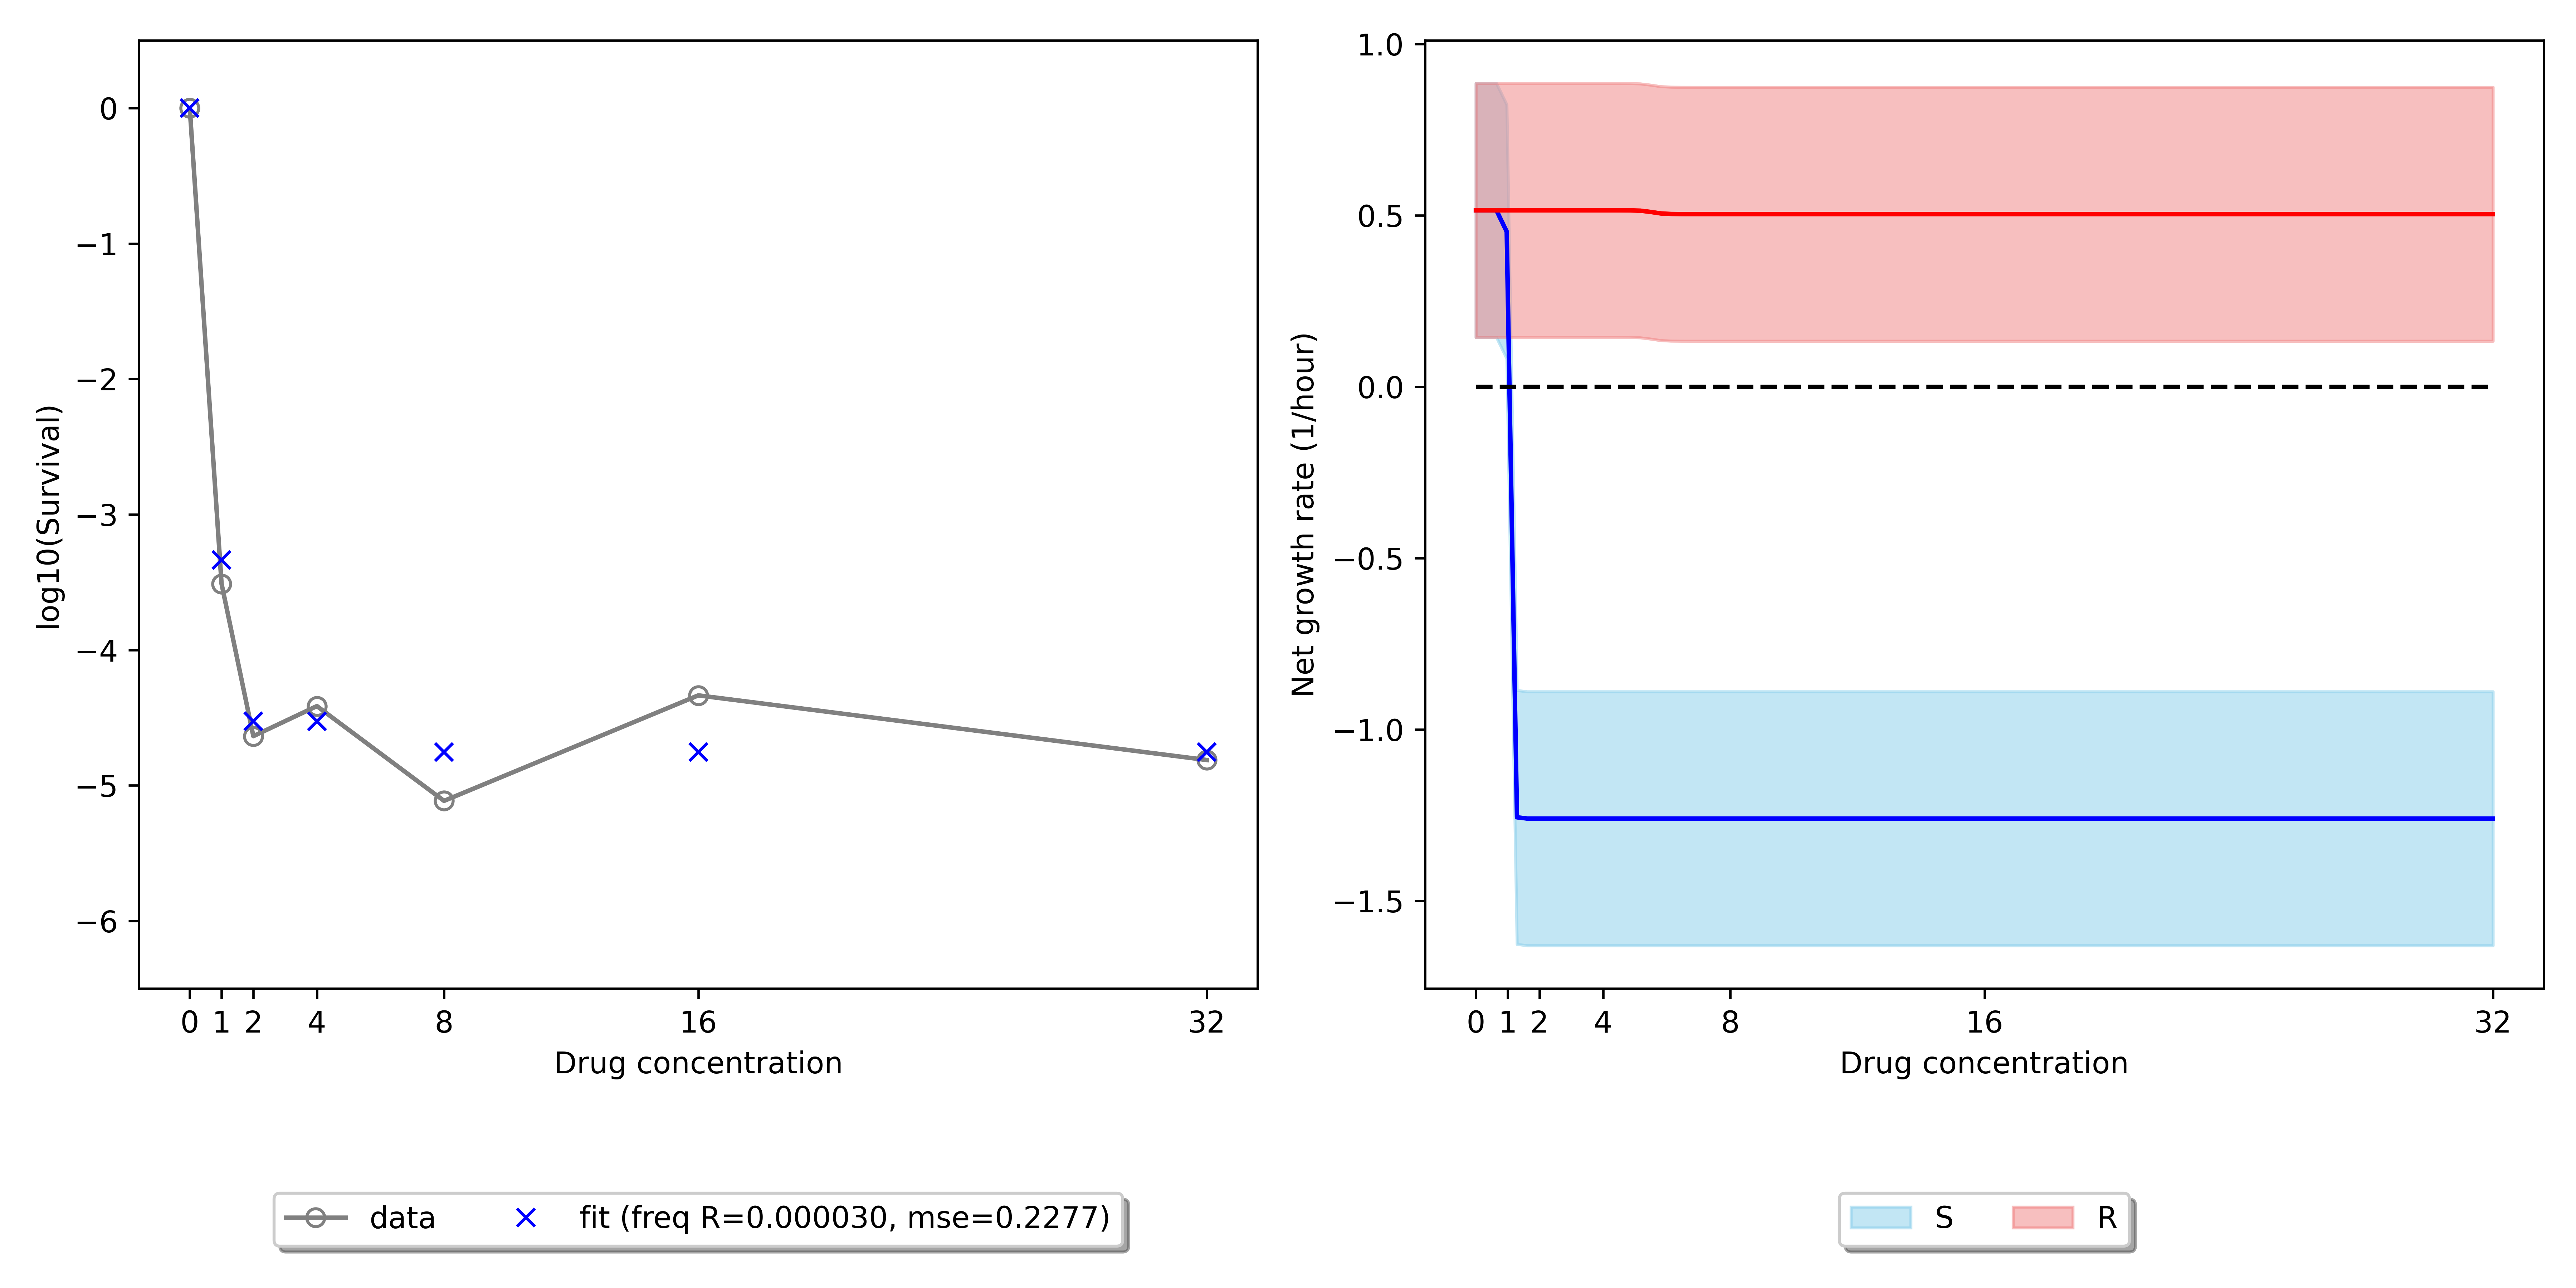 log10(Survival)
0
−1
−2
−3
−4
−5
−6
0 1 2 4 8 16 32
Drug concentration
data fit (freq R=0.000030, mse=0.2277)
Net growth rate (1/hour)
1.0
0.5
0.0
−0.5
−1.0
−1.5
0 1 2 4 8 16 32
Drug concentration
S R